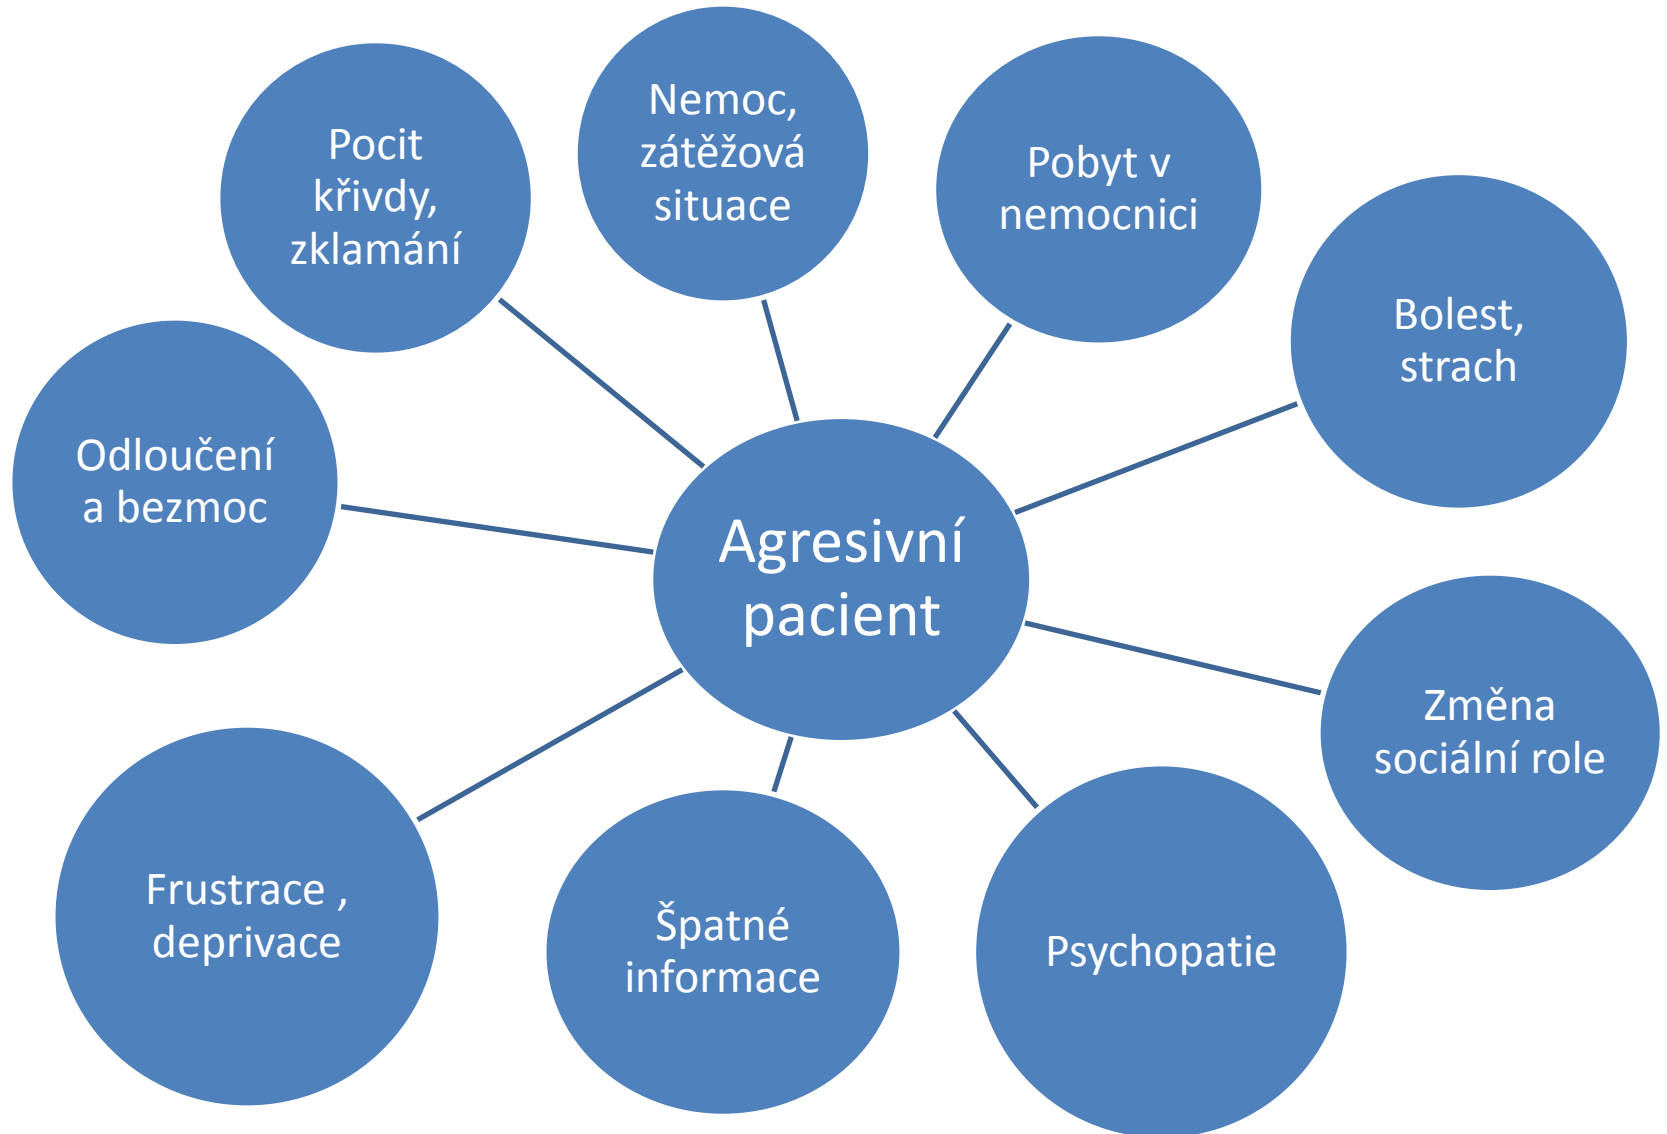 Nemoc,
zátěžová
situace
Pobyt v
nemocnici
Bolest,
strach
Změna
sociální role
Psychopatie
Špatné
informace
Frustrace ,
deprivace
Odloučení
a bezmoc
Pocit
křivdy,
zklamání
Agresivní
pacient